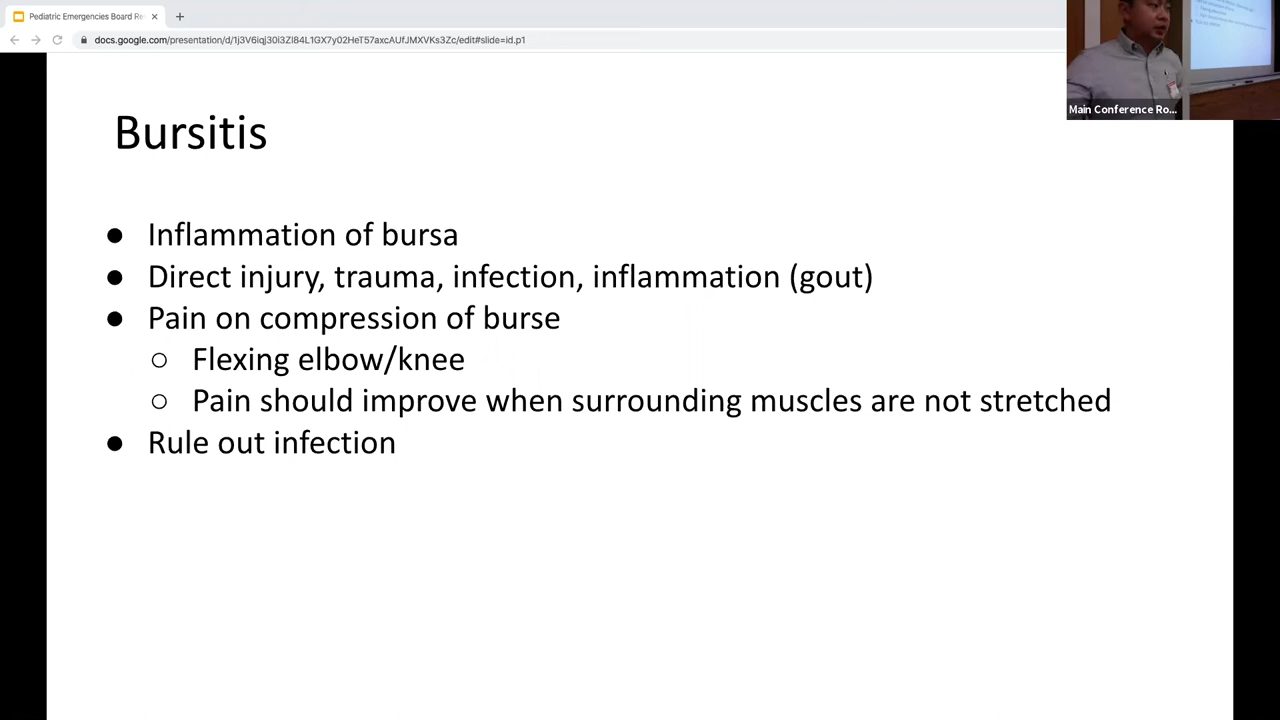 Pediatric Emergencies Board Re
docs.google.com/presentation/d/1j3V6iqj30i3ZI84L1GX7y02HeT57axcAUfJMXVKs3Zc/edit#slide=id.p1
Main Conference Ro...
Bursitis
● Inflammation of bursa
● Direct injury, trauma, infection, inflammation (gout)
● Pain on compression of burse
○ Flexing elbow/knee
○ Pain should improve when surrounding muscles are not stretched
● Rule out infection